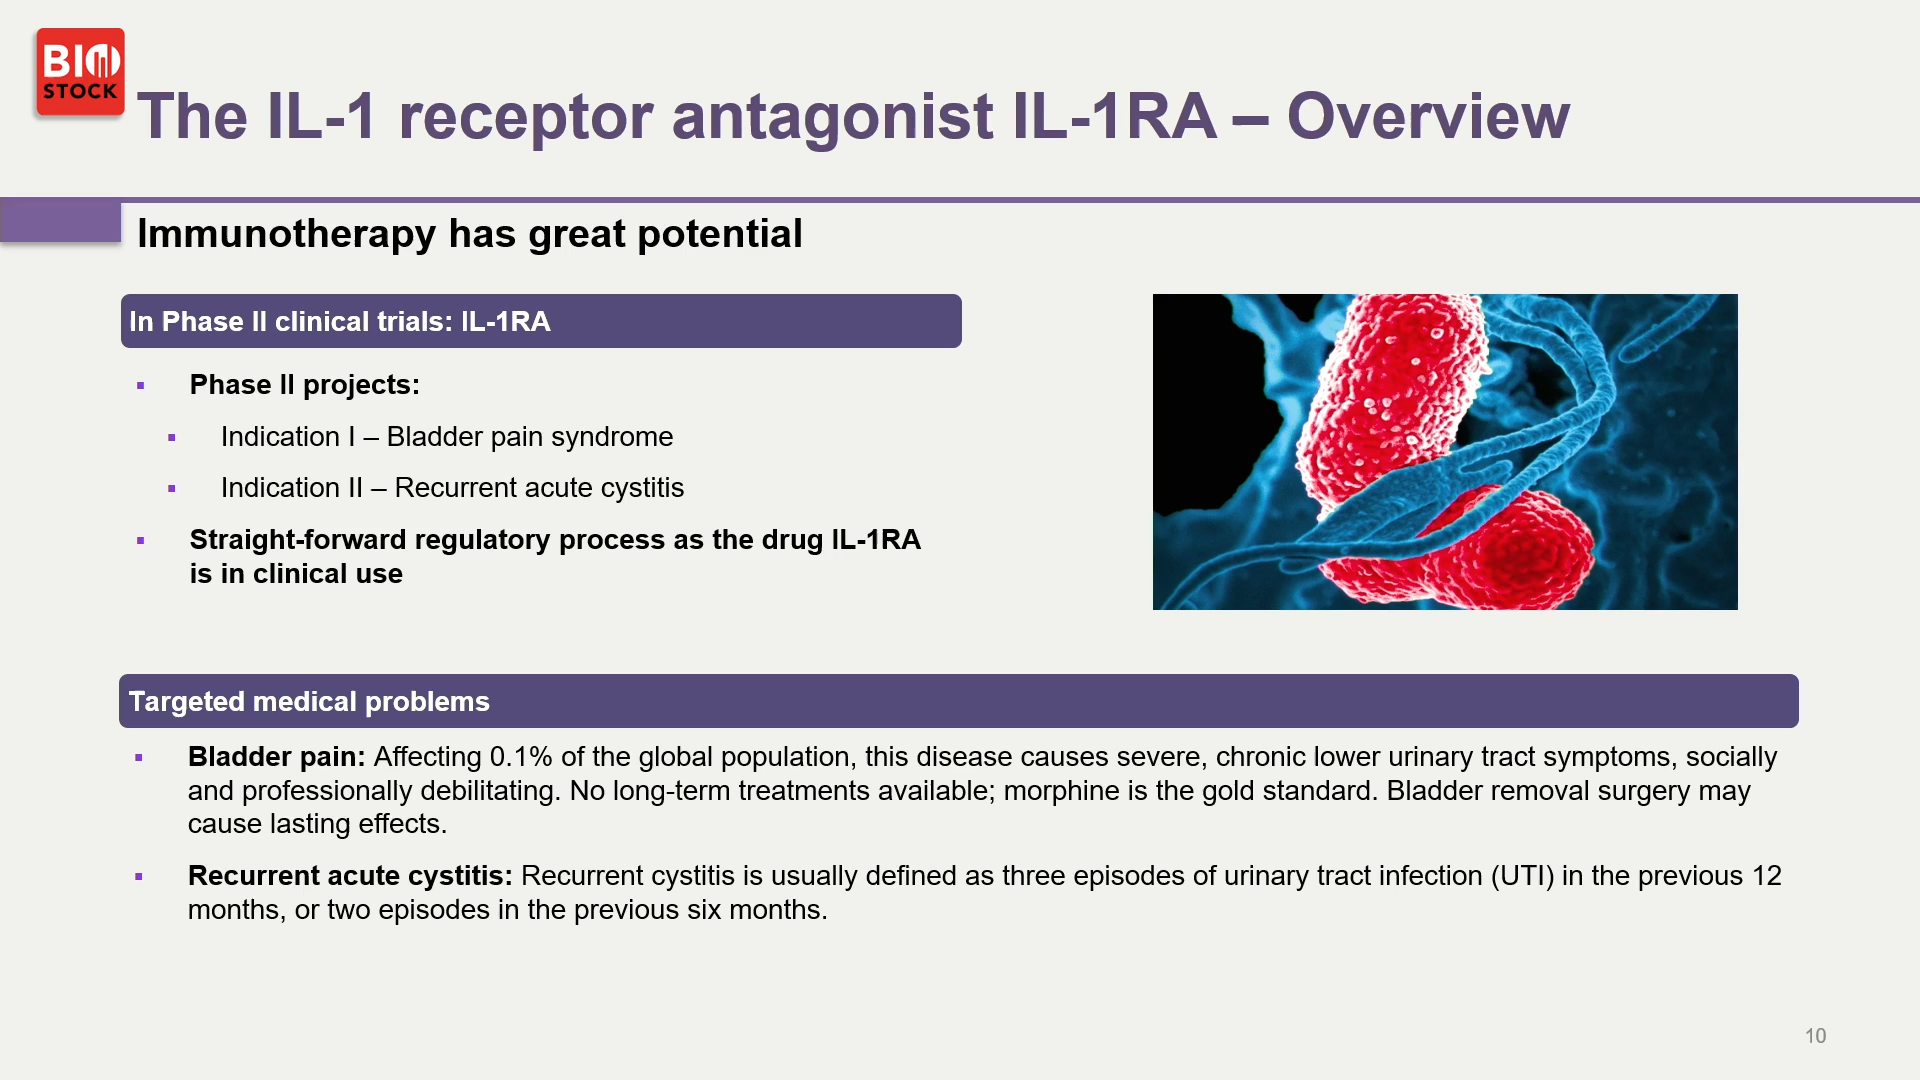 BIO
STOCK
The IL-1 receptor antagonist IL-1RA – Overview
Immunotherapy has great potential
In Phase II clinical trials: IL-1RA
▪ Phase II projects:
▪ Indication I – Bladder pain syndrome
▪ Indication II – Recurrent acute cystitis
▪ Straight-forward regulatory process as the drug IL-1RA
is in clinical use
Targeted medical problems
▪ Bladder pain: Affecting 0.1% of the global population, this disease causes severe, chronic lower urinary tract symptoms, socially
and professionally debilitating. No long-term treatments available; morphine is the gold standard. Bladder removal surgery may
cause lasting effects.
▪ Recurrent acute cystitis: Recurrent cystitis is usually defined as three episodes of urinary tract infection (UTI) in the previous 12
months, or two episodes in the previous six months.
10